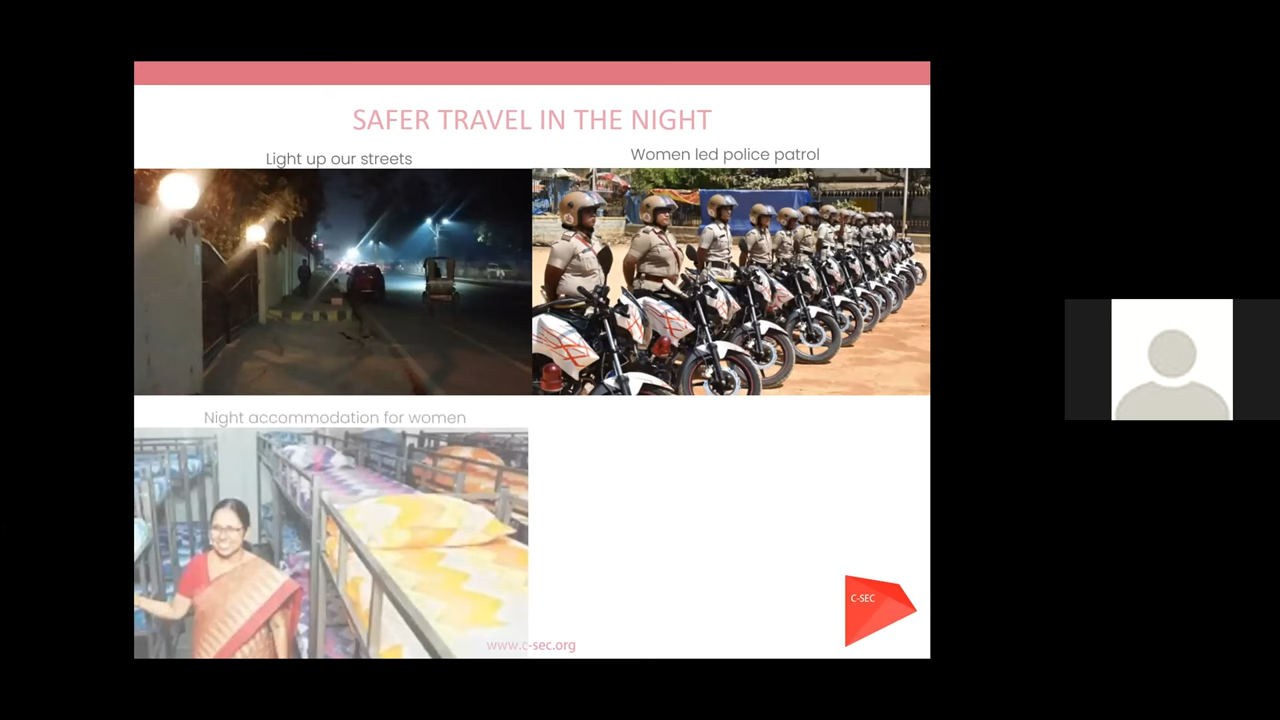 SAFER TRAVEL IN THE NIGHT
Light up our streets
Women led police patrol
Night accommodation for women
C-SEC
www.c-sec.org